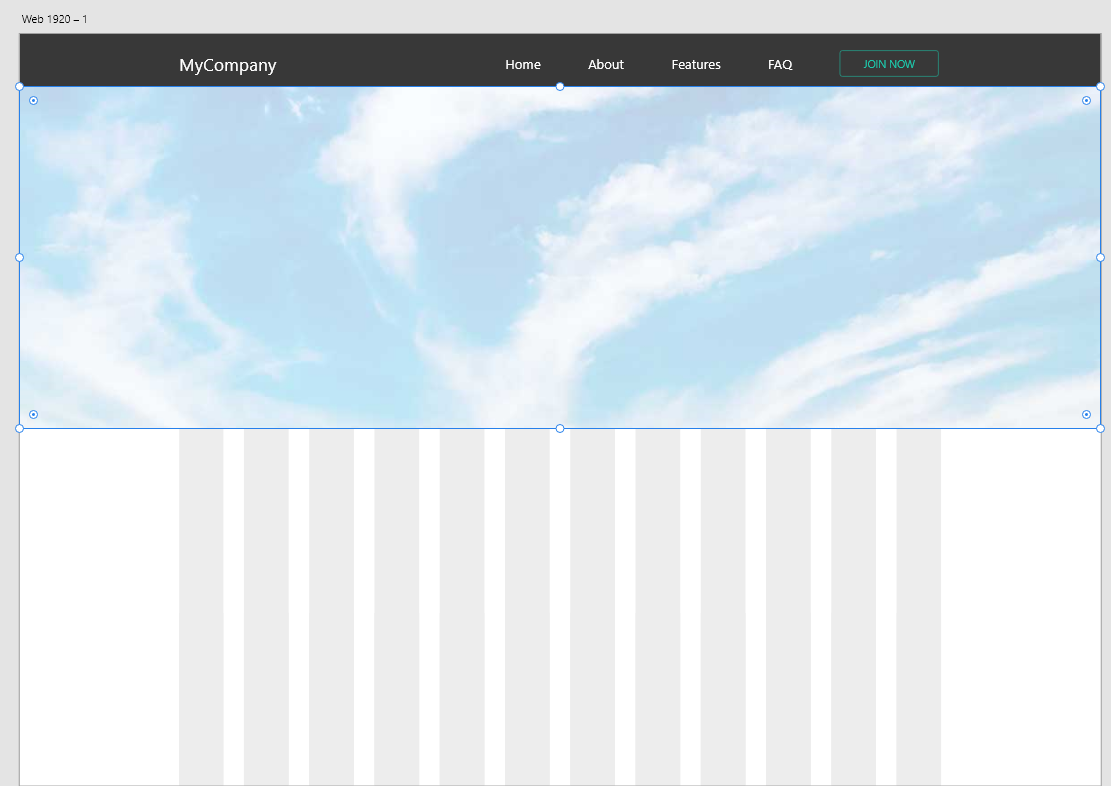 Web 1920 – 1
MyCompany Home About Features FAQ JOIN NOW